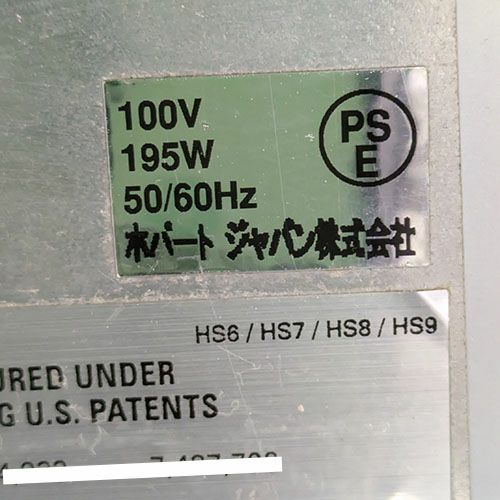 100V
195W
50/60Hz
PS
E
ホバート ジャパン株式会社
HS6 / HS7 / HS8 / HS9
URED UNDER
G U.S. PATENTS